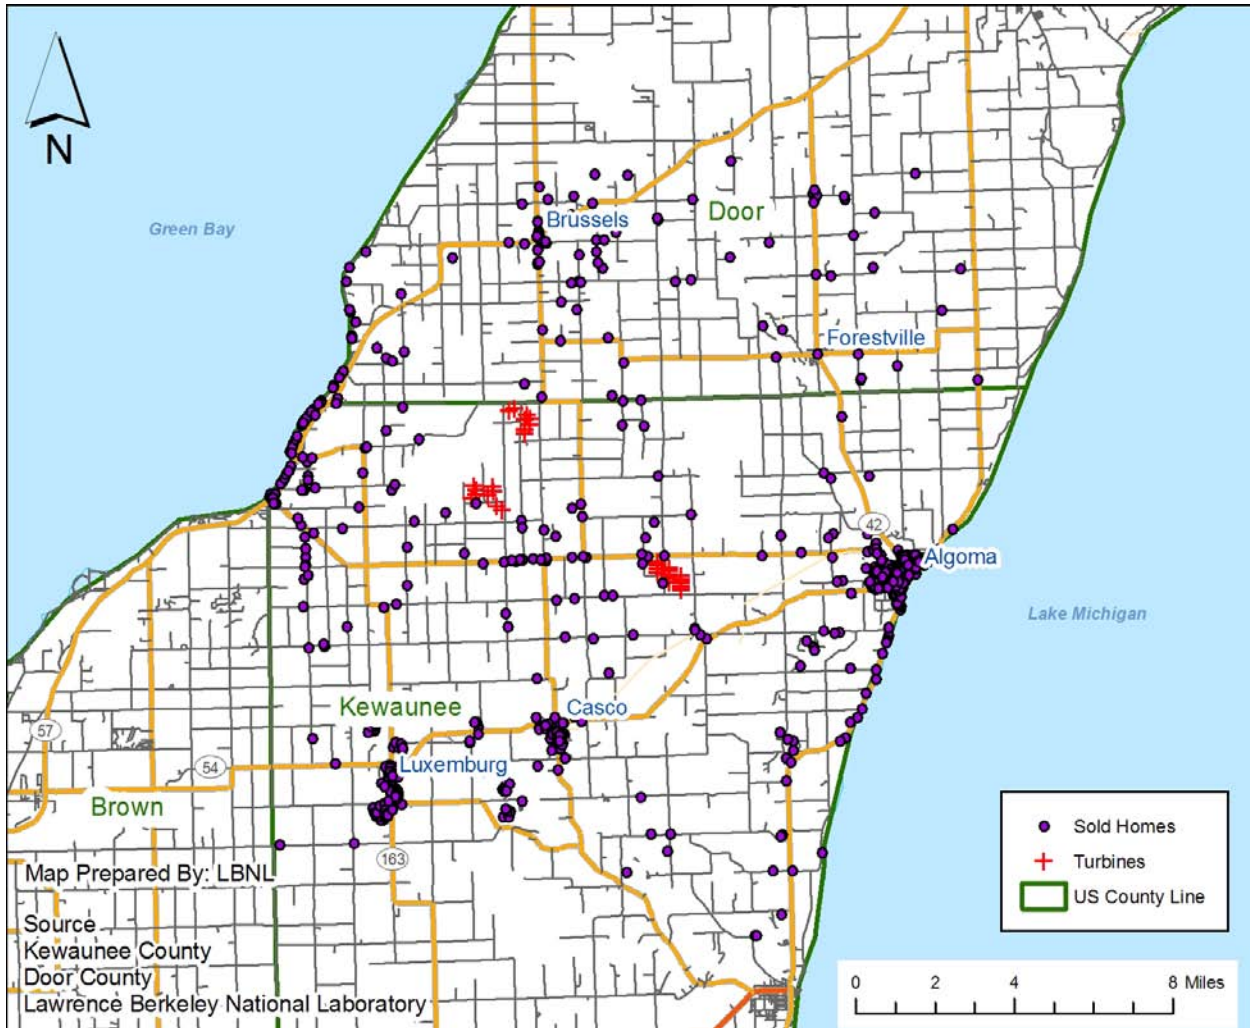 N
Green Bay
Brussels
Door
Forestville
42
Algoma
Lake Michigan
Kewaunee
Casco
57
54
Luxemburg
Brown
163
Sold Homes
Turbines
US County Line
Map Prepared By: LBNL
Source
Kewaunee County
Door County
Lawrence Berkeley National Laboratory
0 2 4 8 Miles